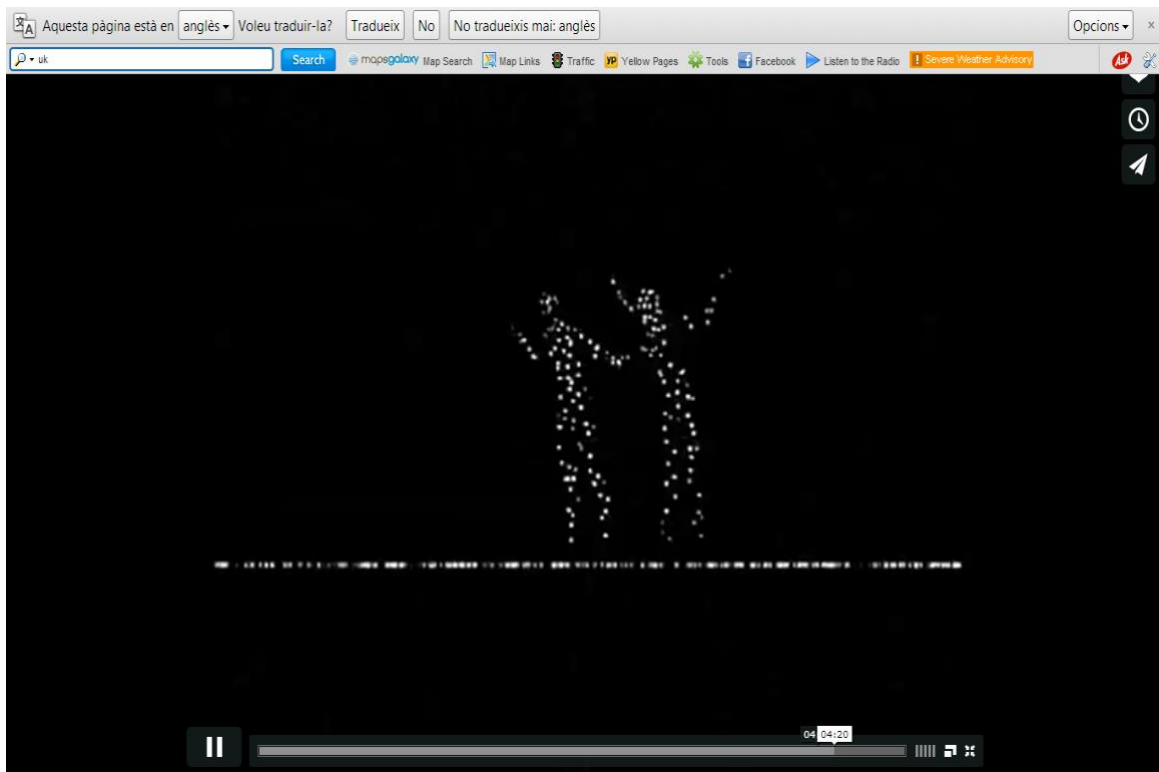 Aquesta pàgina està en anglès Voleu traduir-la? Tradueix No No tradueixis mai: anglès Opcions x
uk Search mapsgalaxy Map Search Map Links Traffic YP Yellow Pages Tools Facebook Listen to the Radio Severe Weather Advisory Ask
04 04:20